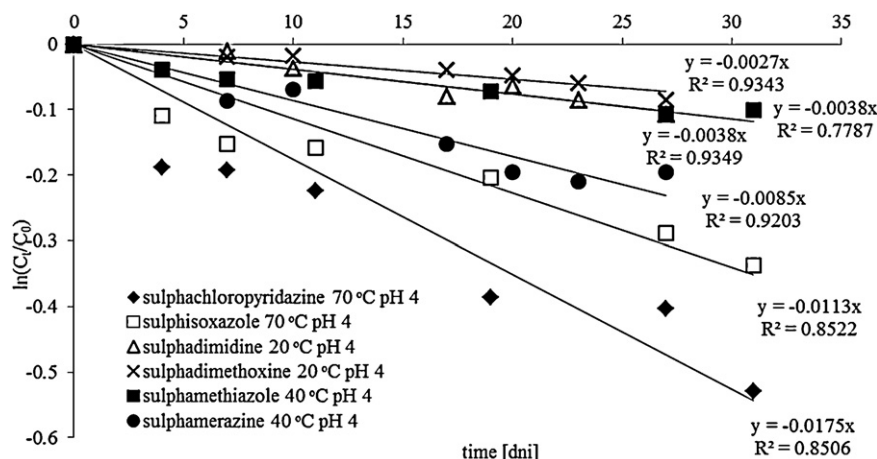 0 5 10 15 20 25 30 35
0
-0.1
-0.2
-0.3
-0.4
-0.5
-0.6
ln(Cₜ/C₀)
y = -0.0027x
R² = 0.9343
y = -0.0038x
R² = 0.7787
y = -0.0038x
R² = 0.9349
y = -0.0085x
R² = 0.9203
y = -0.0113x
R² = 0.8522
y = -0.0175x
R² = 0.8506
sulphachloropyridazine 70 °C pH 4
sulphisoxazole 70 °C pH 4
sulphadimidine 20 °C pH 4
sulphadimethoxine 20 °C pH 4
sulphamethiazole 40 °C pH 4
sulphamerazine 40 °C pH 4
time [dni]